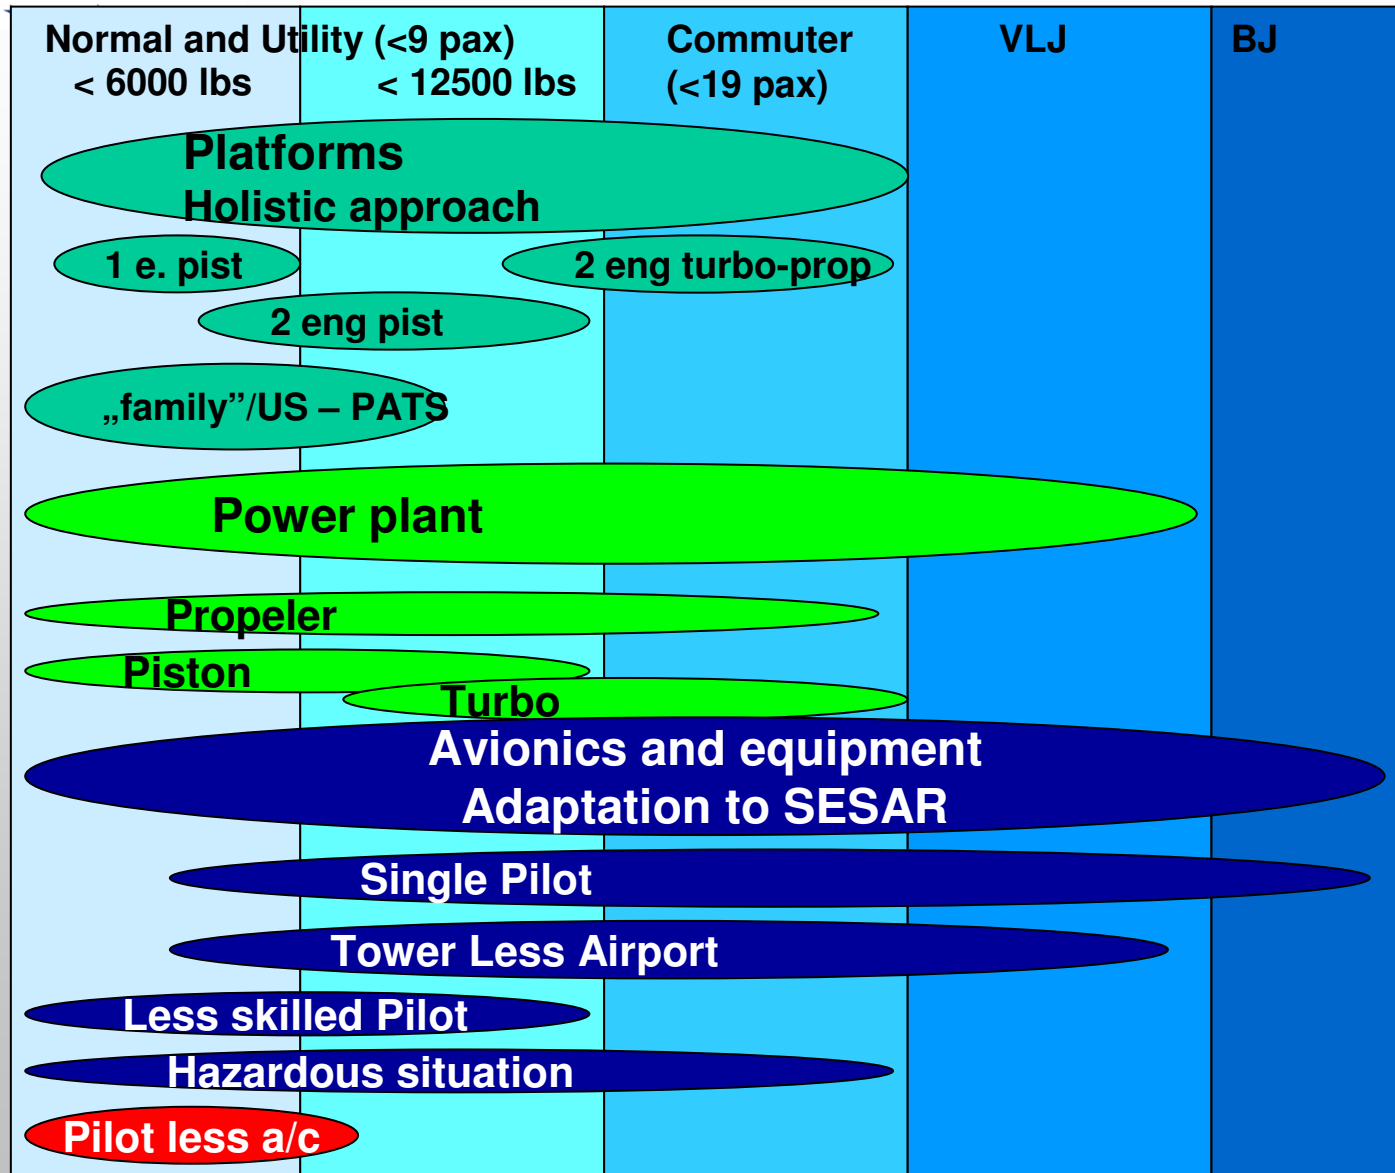 Normal and Utility (<9 pax)
< 6000 lbs
< 12500 lbs
Commuter
(<19 pax)
VLJ
BJ
Platforms
Holistic approach
1 e. pist
2 eng turbo-prop
2 eng pist
„family”/US – PATS
Power plant
Propeler
Piston
Turbo
Avionics and equipment
Adaptation to SESAR
Single Pilot
Tower Less Airport
Less skilled Pilot
Hazardous situation
Pilot less a/c